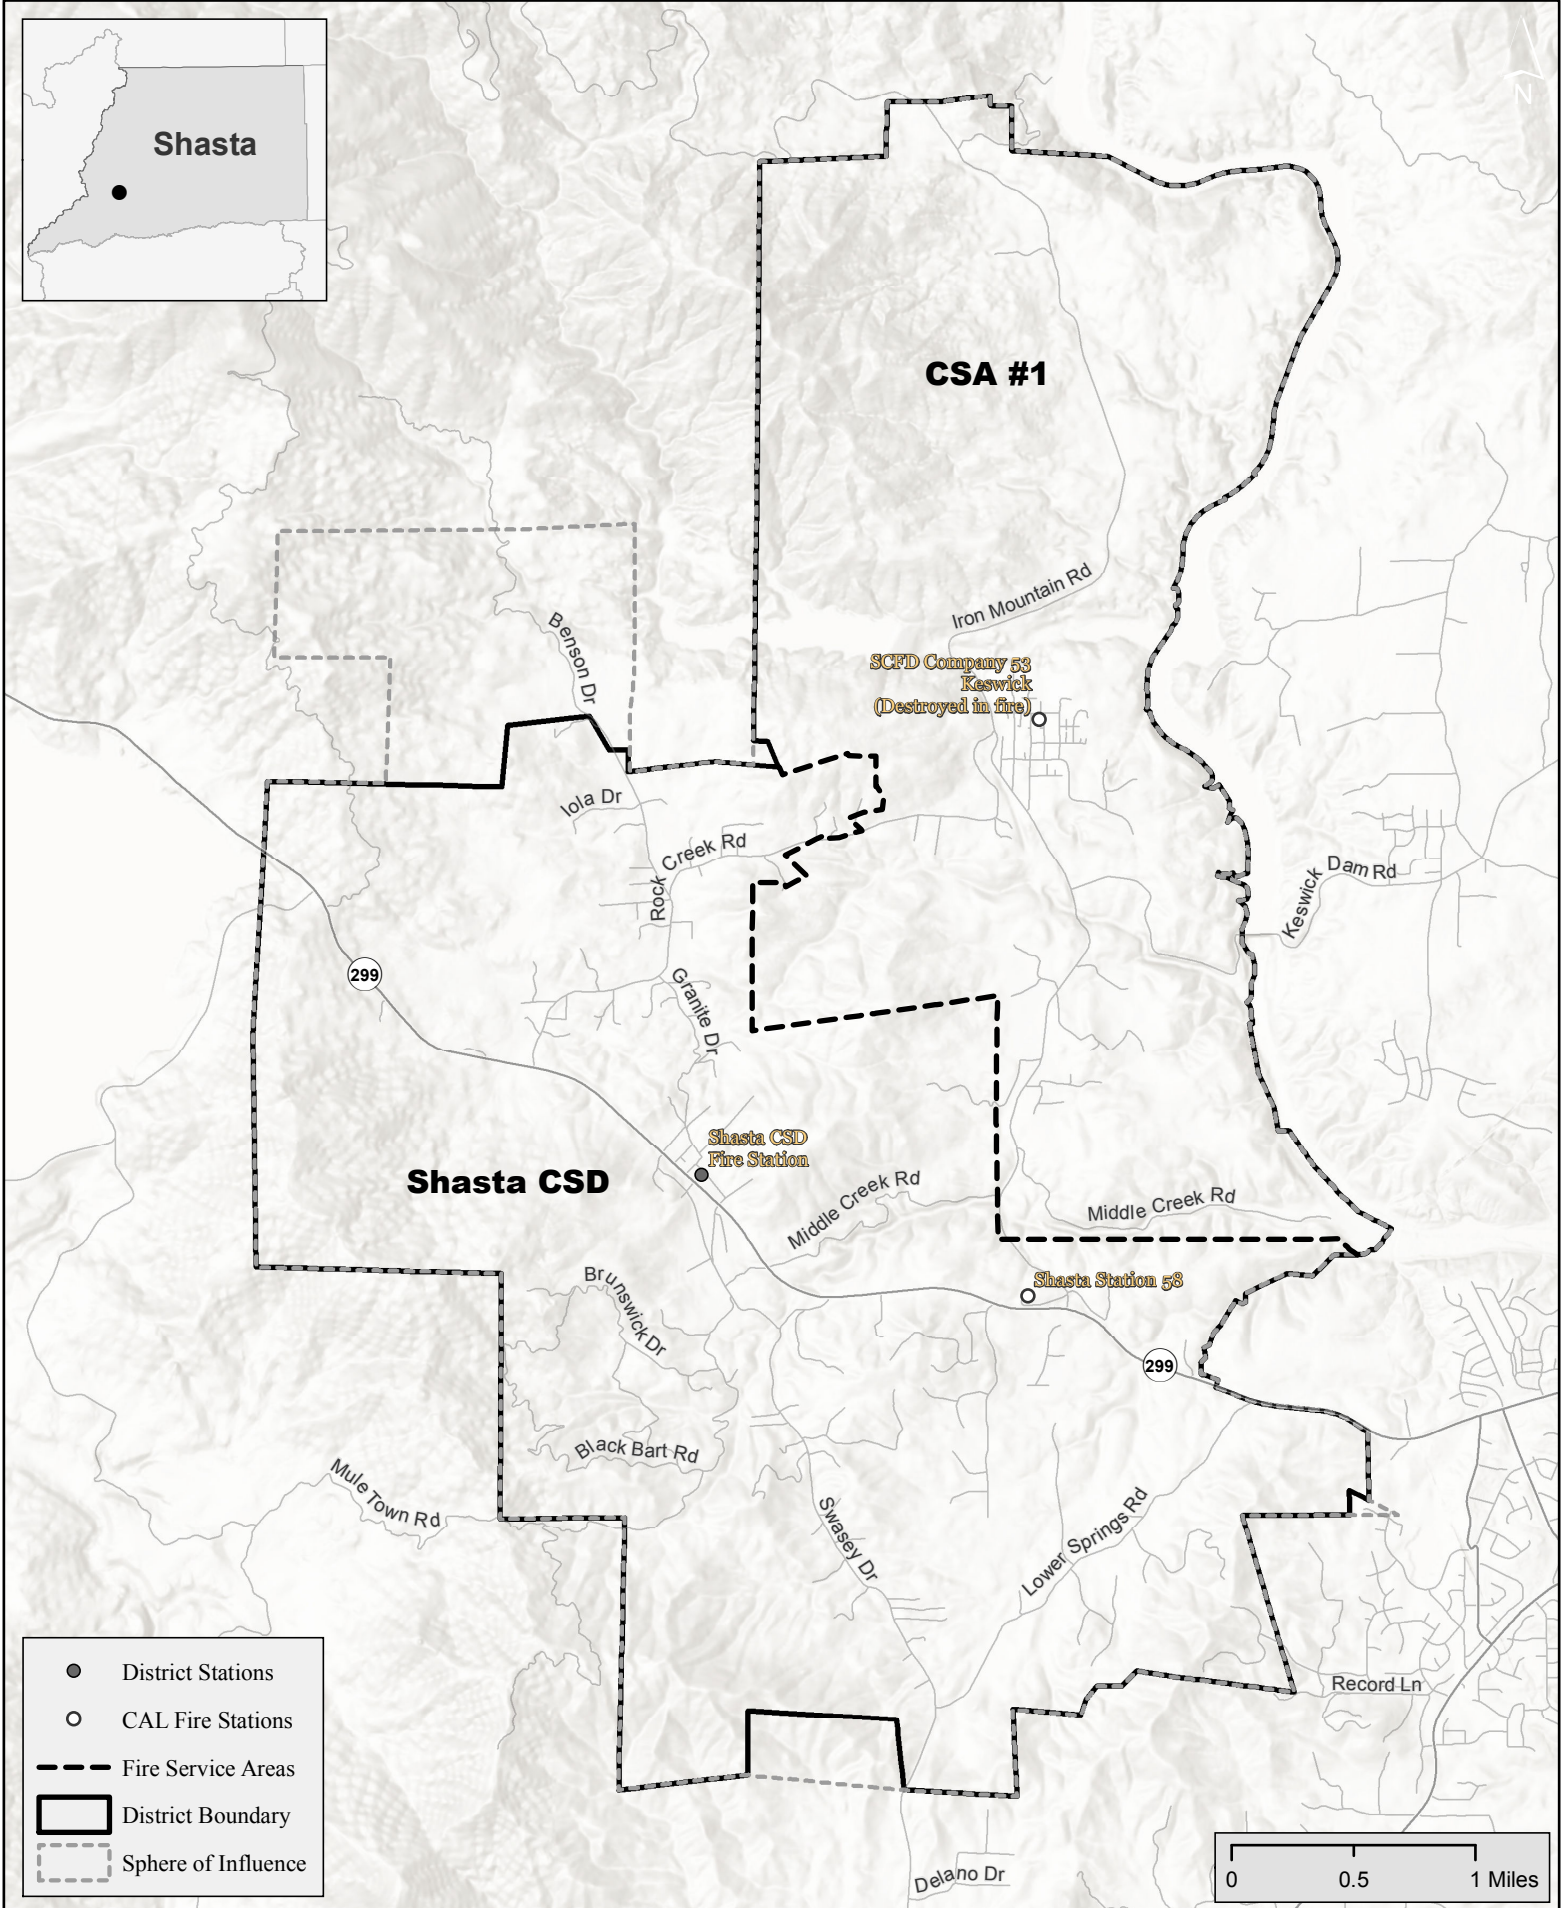 Shasta
N
CSA #1
Iron Mountain Rd
Benson Dr
SCFD Company 53
Keswick
(Destroyed in fire)
Iola Dr
Rock Creek Rd
Keswick Dam Rd
299
Granite Dr
Shasta CSD
Fire Station
Shasta CSD
Middle Creek Rd
Middle Creek Rd
Brunswick Dr
Shasta Station 58
299
Black Bart Rd
Mule Town Rd
Swasey Dr
Lower Springs Rd
Record Ln
District Stations
CAL Fire Stations
Fire Service Areas
District Boundary
Sphere of Influence
Delano Dr
0 0.5 1 Miles